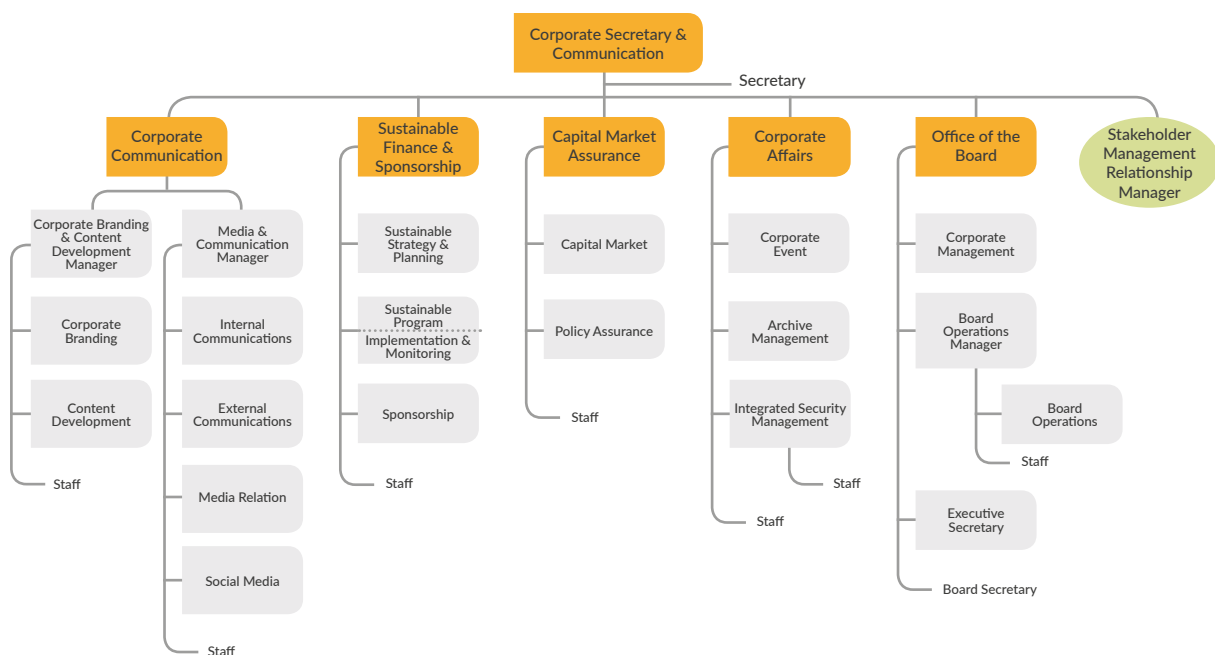 Corporate Secretary &
Communication
Secretary
Corporate
Communication
Sustainable
Finance &
Sponsorship
Capital Market
Assurance
Corporate
Affairs
Office of the
Board
Stakeholder
Management
Relationship
Manager
Corporate Branding
& Content
Development
Manager
Media &
Communication
Manager
Sustainable
Strategy &
Planning
Capital Market
Corporate
Event
Corporate
Management
Corporate
Branding
Internal
Communications
Sustainable
Program
Implementation &
Monitoring
Policy Assurance
Archive
Management
Board
Operations
Manager
Content
Development
External
Communications
Sponsorship
Staff
Integrated Security
Management
Board
Operations
Staff
Staff
Media Relation
Staff
Staff
Staff
Executive
Secretary
Social Media
Board Secretary
Staff